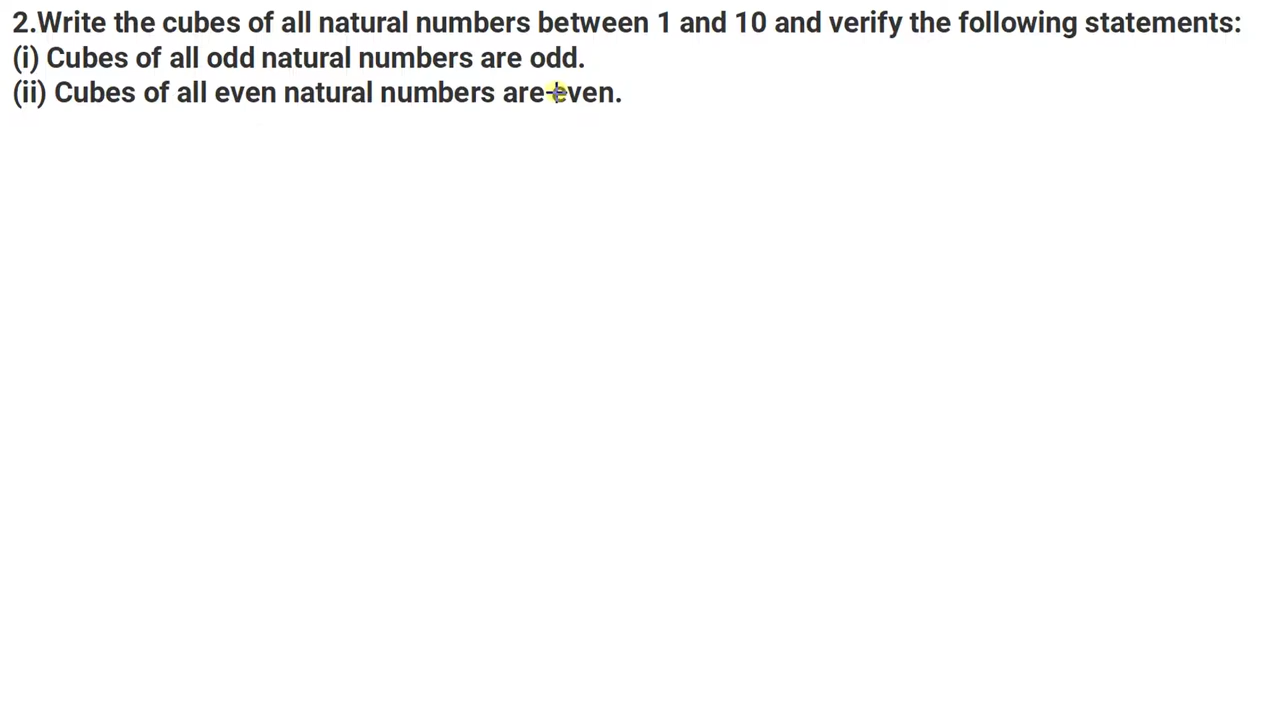 2.Write the cubes of all natural numbers between 1 and 10 and verify the following statements:
(i) Cubes of all odd natural numbers are odd.
(ii) Cubes of all even natural numbers are even.